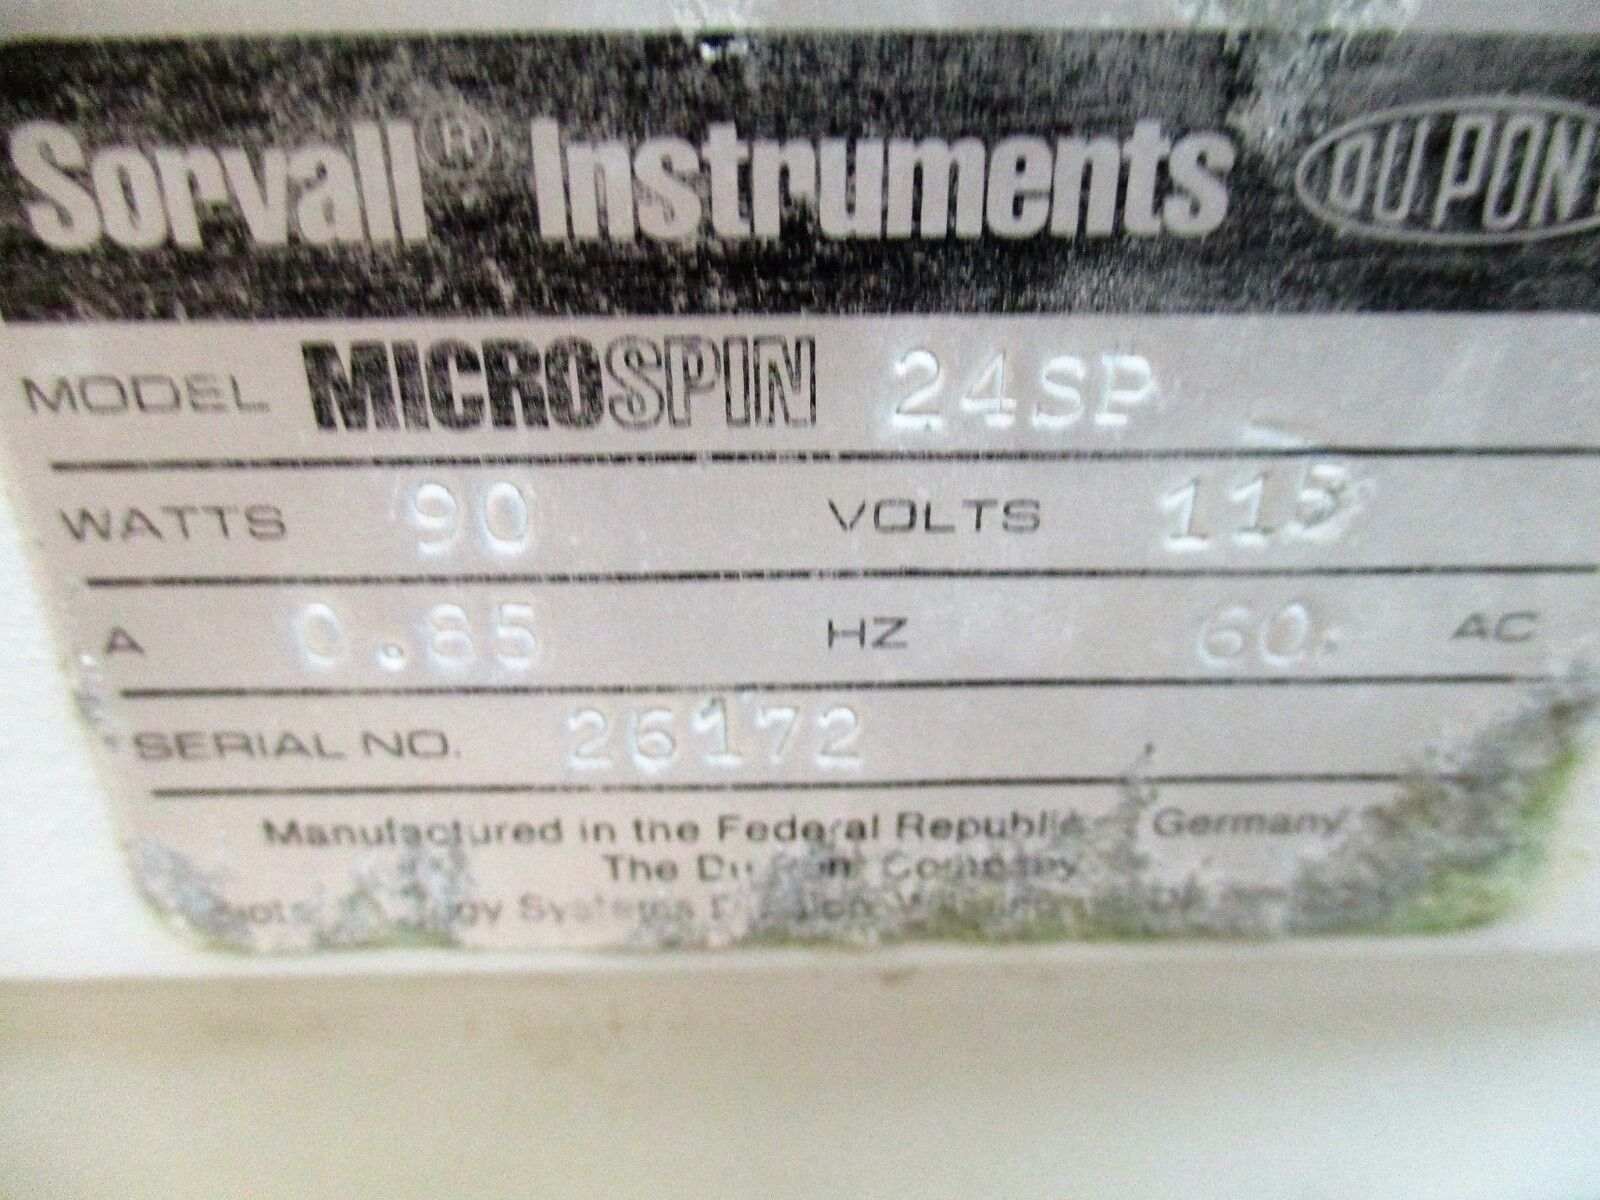 Sorvall® Instruments DU PONT
MODEL MICROSPIN 24SP
WATTS 90 VOLTS 115
A 0.85 HZ 60 AC
SERIAL NO. 26172
Manufactured in the Federal Republic Germany
The Du Pont Company
Systems